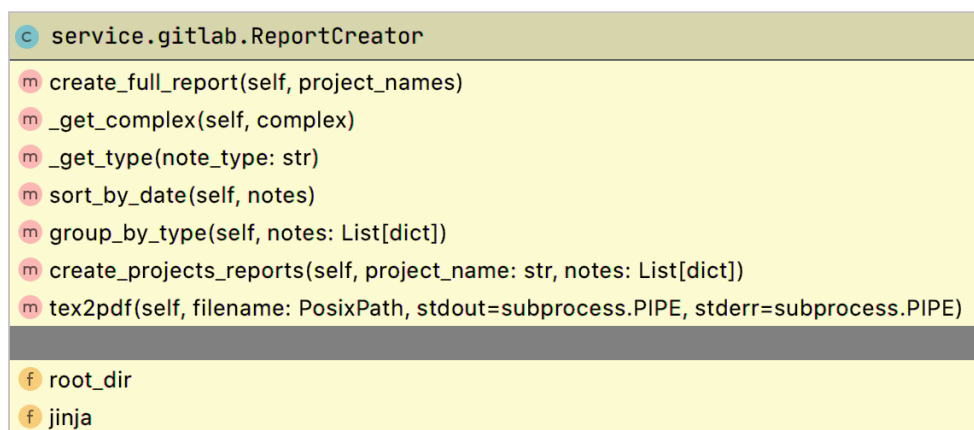 c service.gitlab.ReportCreator
m create_full_report(self, project_names)
m _get_complex(self, complex)
m _get_type(note_type: str)
m sort_by_date(self, notes)
m group_by_type(self, notes: List[dict])
m create_projects_reports(self, project_name: str, notes: List[dict])
m tex2pdf(self, filename: PosixPath, stdout=subprocess.PIPE, stderr=subprocess.PIPE)
f root_dir
f jinja